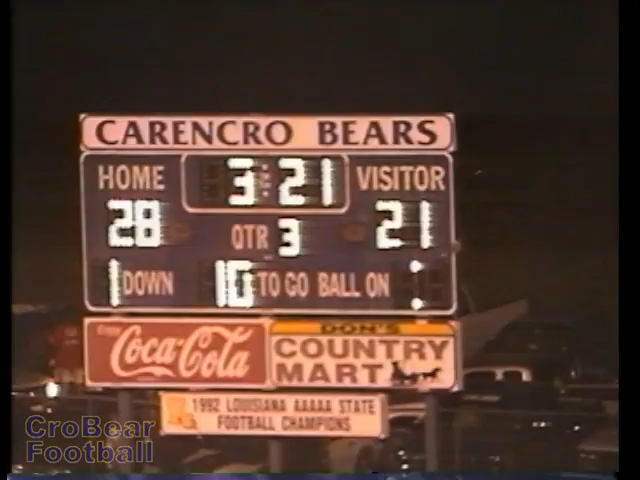 CARENCRO BEARS
HOME 3:21 VISITOR
28 QTR 3 21
1 DOWN 10 TO GO BALL ON
Enjoy
Coca-Cola
DON'S
COUNTRY
MART
1992 LOUISIANA AAAAA STATE
FOOTBALL CHAMPIONS
CroBear
Football